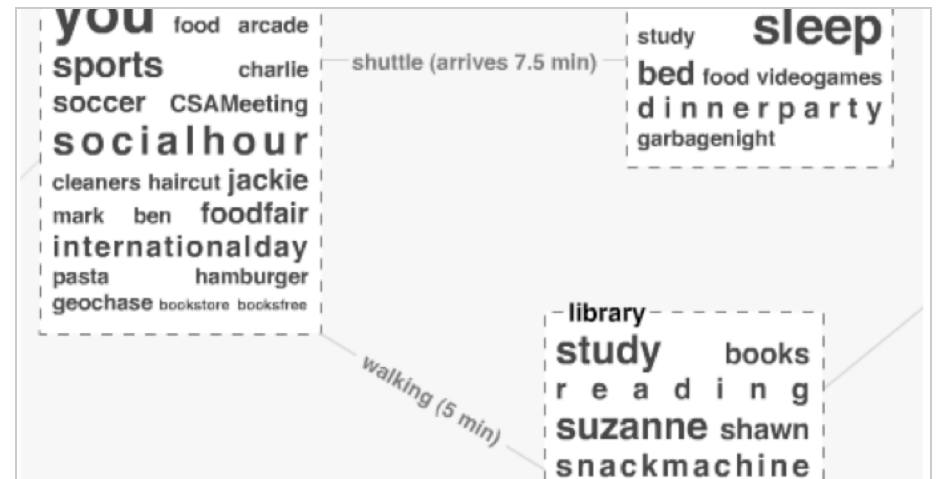 you food arcade
sports charlie
soccer CSAMeeting
socialhour
cleaners haircut jackie
mark ben foodfair
internationalday
pasta hamburger
geochase bookstore booksfree
shuttle (arrives 7.5 min)
study sleep
bed food videogames
dinnerparty
garbagenight
walking (5 min)
library
study books
reading
suzanne shawn
snackmachine